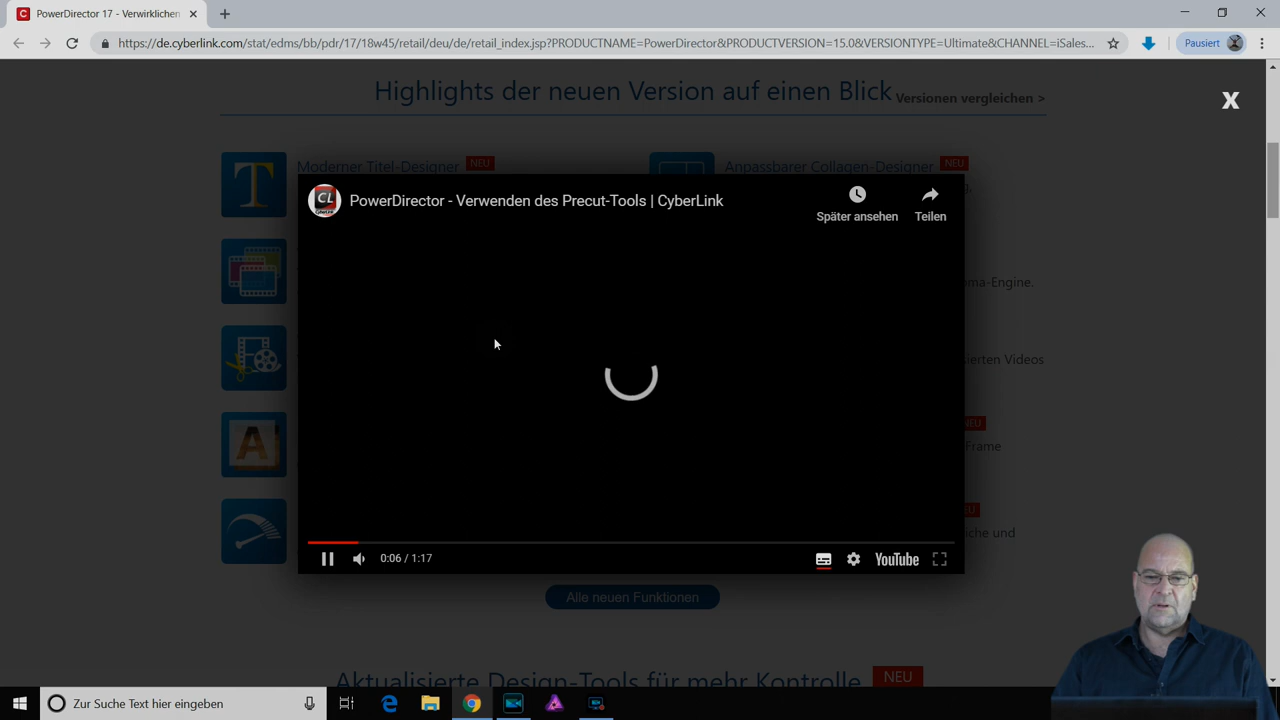 PowerDirector 17 - Verwirklichen
https://de.cyberlink.com/stat/edms/bb/pdr/17/18w45/retail/deu/de/retail_index.jsp?PRODUCTNAME=PowerDirector&PRODUCTVERSION=15.0&VERSIONTYPE=Ultimate&CHANNEL=iSales...
Pausiert
Highlights der neuen Version auf einen Blick
Versionen vergleichen >
X
Moderner Titel-Designer NEU
Anpassbarer Collagen-Designer NEU
CL
PowerDirector - Verwenden des Precut-Tools | CyberLink
Später ansehen
Teilen
ma-Engine.
ierten Videos
NEU
Frame
EU
che und
0:06 / 1:17
YouTube
Alle neuen Funktionen
Aktualisierte Design-Tools für mehr Kontrolle NEU
Zur Suche Text hier eingeben